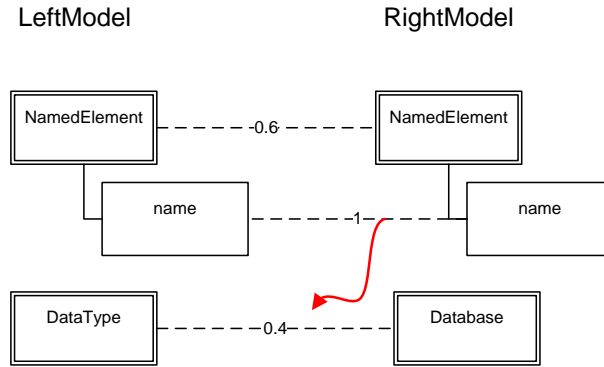 LeftModel RightModel
NamedElement 0.6 NamedElement
name 1 name
DataType 0.4 Database